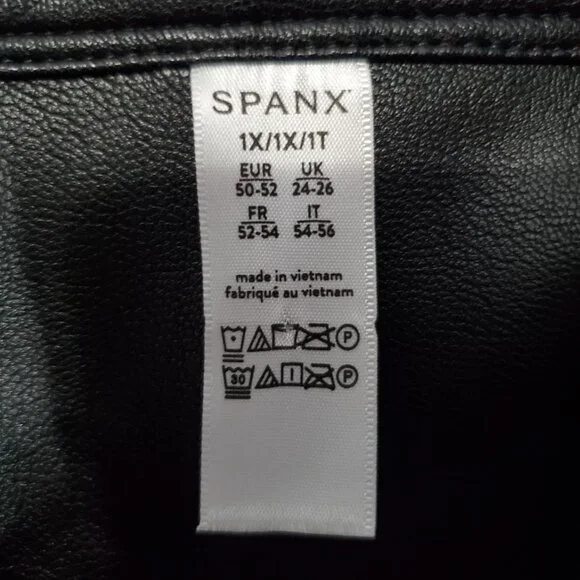 SPANX
1X/1X/1T
EUR UK
50-52 24-26
FR IT
52-54 54-56
made in vietnam
fabriqué au vietnam
P
30 P